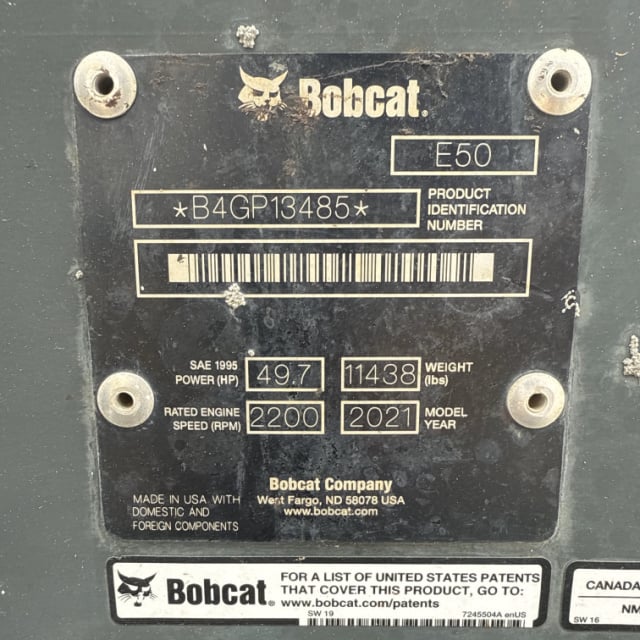 Bobcat.
E50
*B4GP13485*
PRODUCT
IDENTIFICATION
NUMBER
SAE 1995
POWER (HP)
49.7
11438
WEIGHT
(lbs)
RATED ENGINE
SPEED (RPM)
2200
2021
MODEL
YEAR
Bobcat Company
West Fargo, ND 58078 USA
www.bobcat.com
MADE IN USA WITH
DOMESTIC AND
FOREIGN COMPONENTS
Bobcat.
FOR A LIST OF UNITED STATES PATENTS
THAT COVER THIS PRODUCT, GO TO:
www.bobcat.com/patents
SW 19
7245504A enUS
CANADA
NM
SW 16